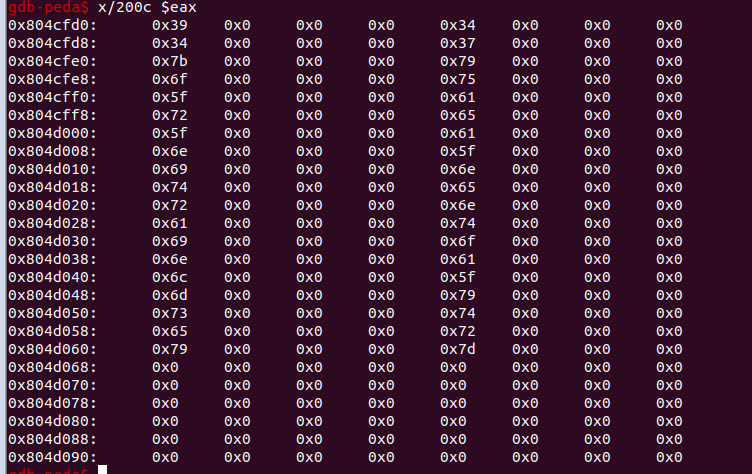 gdb-peda$ x/200c $eax
0x804cfd0: 0x39 0x0 0x0 0x0 0x34 0x0 0x0 0x0
0x804cfd8: 0x34 0x0 0x0 0x0 0x37 0x0 0x0 0x0
0x804cfe0: 0x7b 0x0 0x0 0x0 0x79 0x0 0x0 0x0
0x804cfe8: 0x6f 0x0 0x0 0x0 0x75 0x0 0x0 0x0
0x804cff0: 0x5f 0x0 0x0 0x0 0x61 0x0 0x0 0x0
0x804cff8: 0x72 0x0 0x0 0x0 0x65 0x0 0x0 0x0
0x804d000: 0x5f 0x0 0x0 0x0 0x61 0x0 0x0 0x0
0x804d008: 0x6e 0x0 0x0 0x0 0x5f 0x0 0x0 0x0
0x804d010: 0x69 0x0 0x0 0x0 0x6e 0x0 0x0 0x0
0x804d018: 0x74 0x0 0x0 0x0 0x65 0x0 0x0 0x0
0x804d020: 0x72 0x0 0x0 0x0 0x6e 0x0 0x0 0x0
0x804d028: 0x61 0x0 0x0 0x0 0x74 0x0 0x0 0x0
0x804d030: 0x69 0x0 0x0 0x0 0x6f 0x0 0x0 0x0
0x804d038: 0x6e 0x0 0x0 0x0 0x61 0x0 0x0 0x0
0x804d040: 0x6c 0x0 0x0 0x0 0x5f 0x0 0x0 0x0
0x804d048: 0x6d 0x0 0x0 0x0 0x79 0x0 0x0 0x0
0x804d050: 0x73 0x0 0x0 0x0 0x74 0x0 0x0 0x0
0x804d058: 0x65 0x0 0x0 0x0 0x72 0x0 0x0 0x0
0x804d060: 0x79 0x0 0x0 0x0 0x7d 0x0 0x0 0x0
0x804d068: 0x0 0x0 0x0 0x0 0x0 0x0 0x0 0x0
0x804d070: 0x0 0x0 0x0 0x0 0x0 0x0 0x0 0x0
0x804d078: 0x0 0x0 0x0 0x0 0x0 0x0 0x0 0x0
0x804d080: 0x0 0x0 0x0 0x0 0x0 0x0 0x0 0x0
0x804d088: 0x0 0x0 0x0 0x0 0x0 0x0 0x0 0x0
0x804d090: 0x0 0x0 0x0 0x0 0x0 0x0 0x0 0x0
gdb-peda$